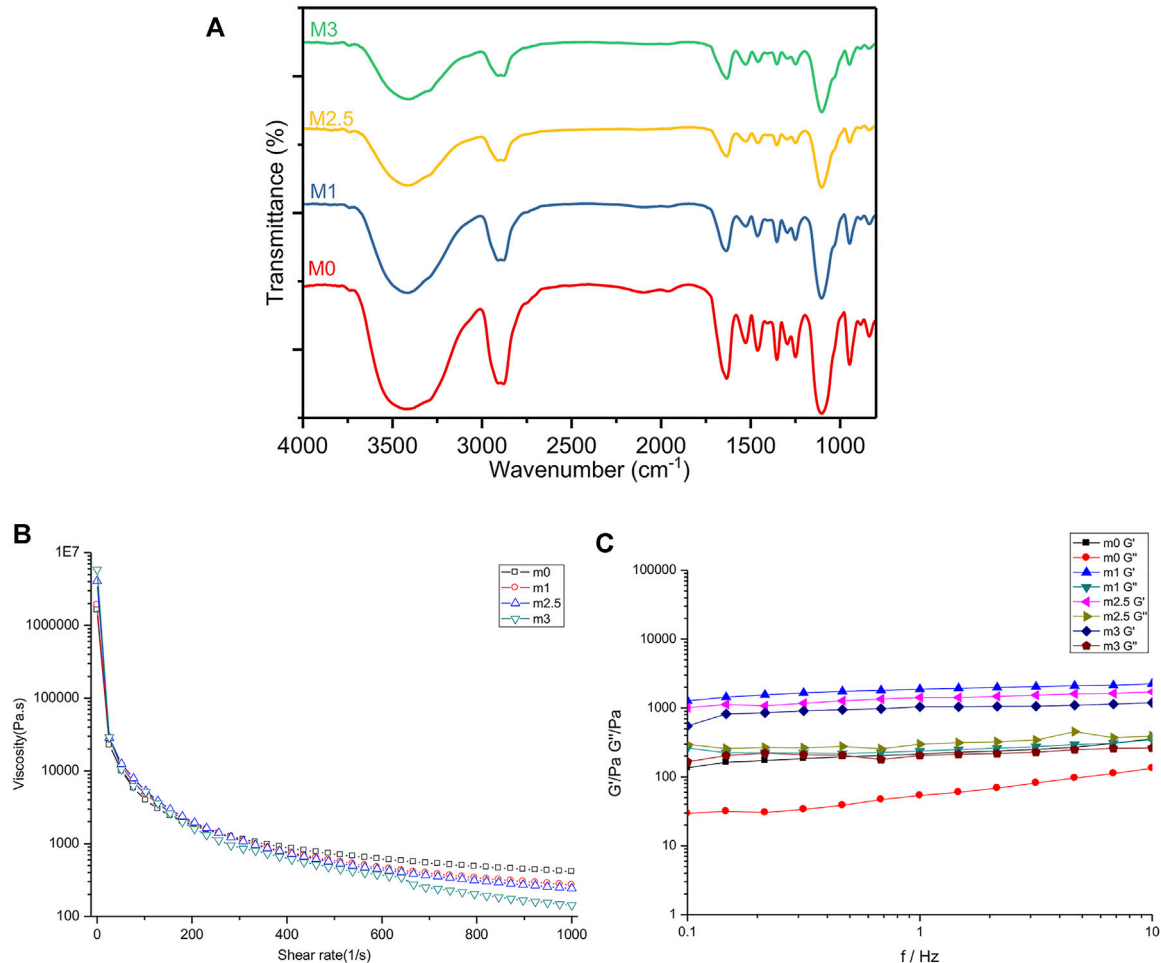 A
M3
M2.5
M1
M0
Transmittance (%)
4000 3500 3000 2500 2000 1500 1000
Wavenumber (cm-1)
B
1E7
1000000
100000
10000
1000
100
Viscosity(Pa.s)
m0
m1
m2.5
m3
0 200 400 600 800 1000
Shear rate(1/s)
C
m0 G'
m0 G''
m1 G'
m1 G''
m2.5 G'
m2.5 G''
m3 G'
m3 G''
100000
10000
1000
100
10
1
G'/Pa G''/Pa
0.1 1 10
f / Hz